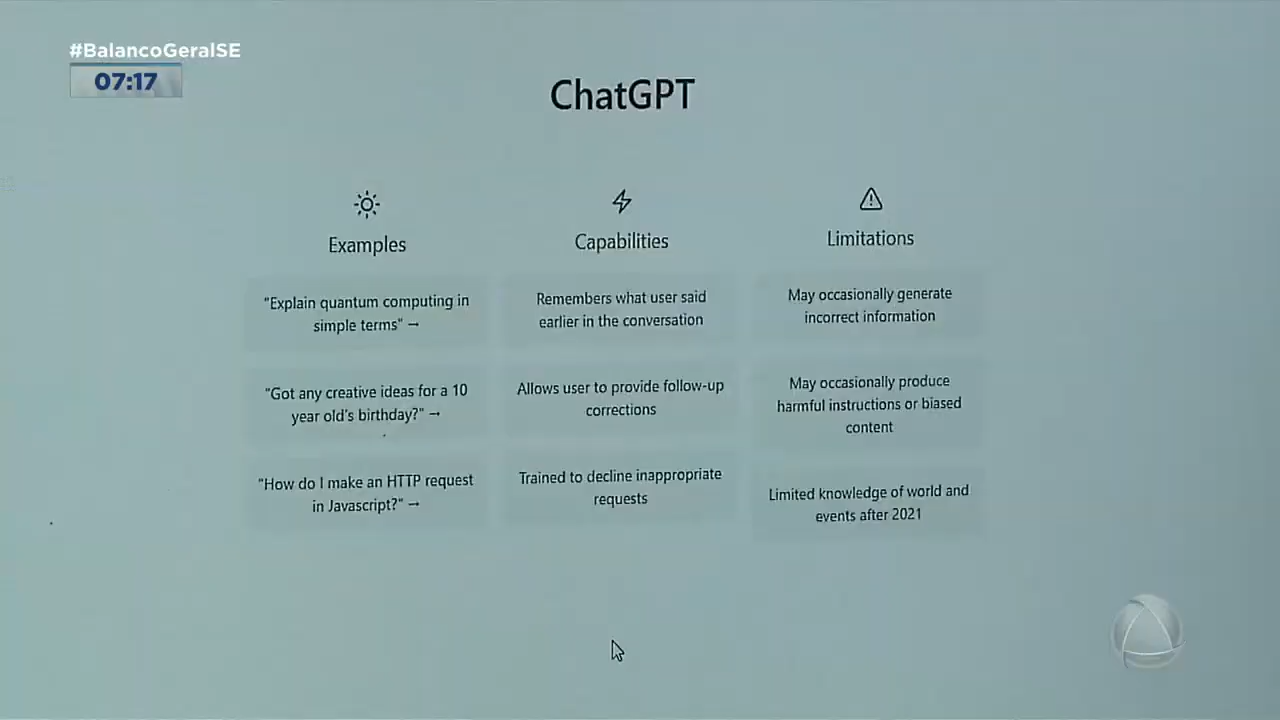 #BalancoGeralSE
07:17
ChatGPT
Examples
Capabilities
Limitations
"Explain quantum computing in
simple terms" →
Remembers what user said
earlier in the conversation
May occasionally generate
incorrect information
"Got any creative ideas for a 10
year old's birthday?" →
Allows user to provide follow-up
corrections
May occasionally produce
harmful instructions or biased
content
"How do I make an HTTP request
in Javascript?" →
Trained to decline inappropriate
requests
Limited knowledge of world and
events after 2021